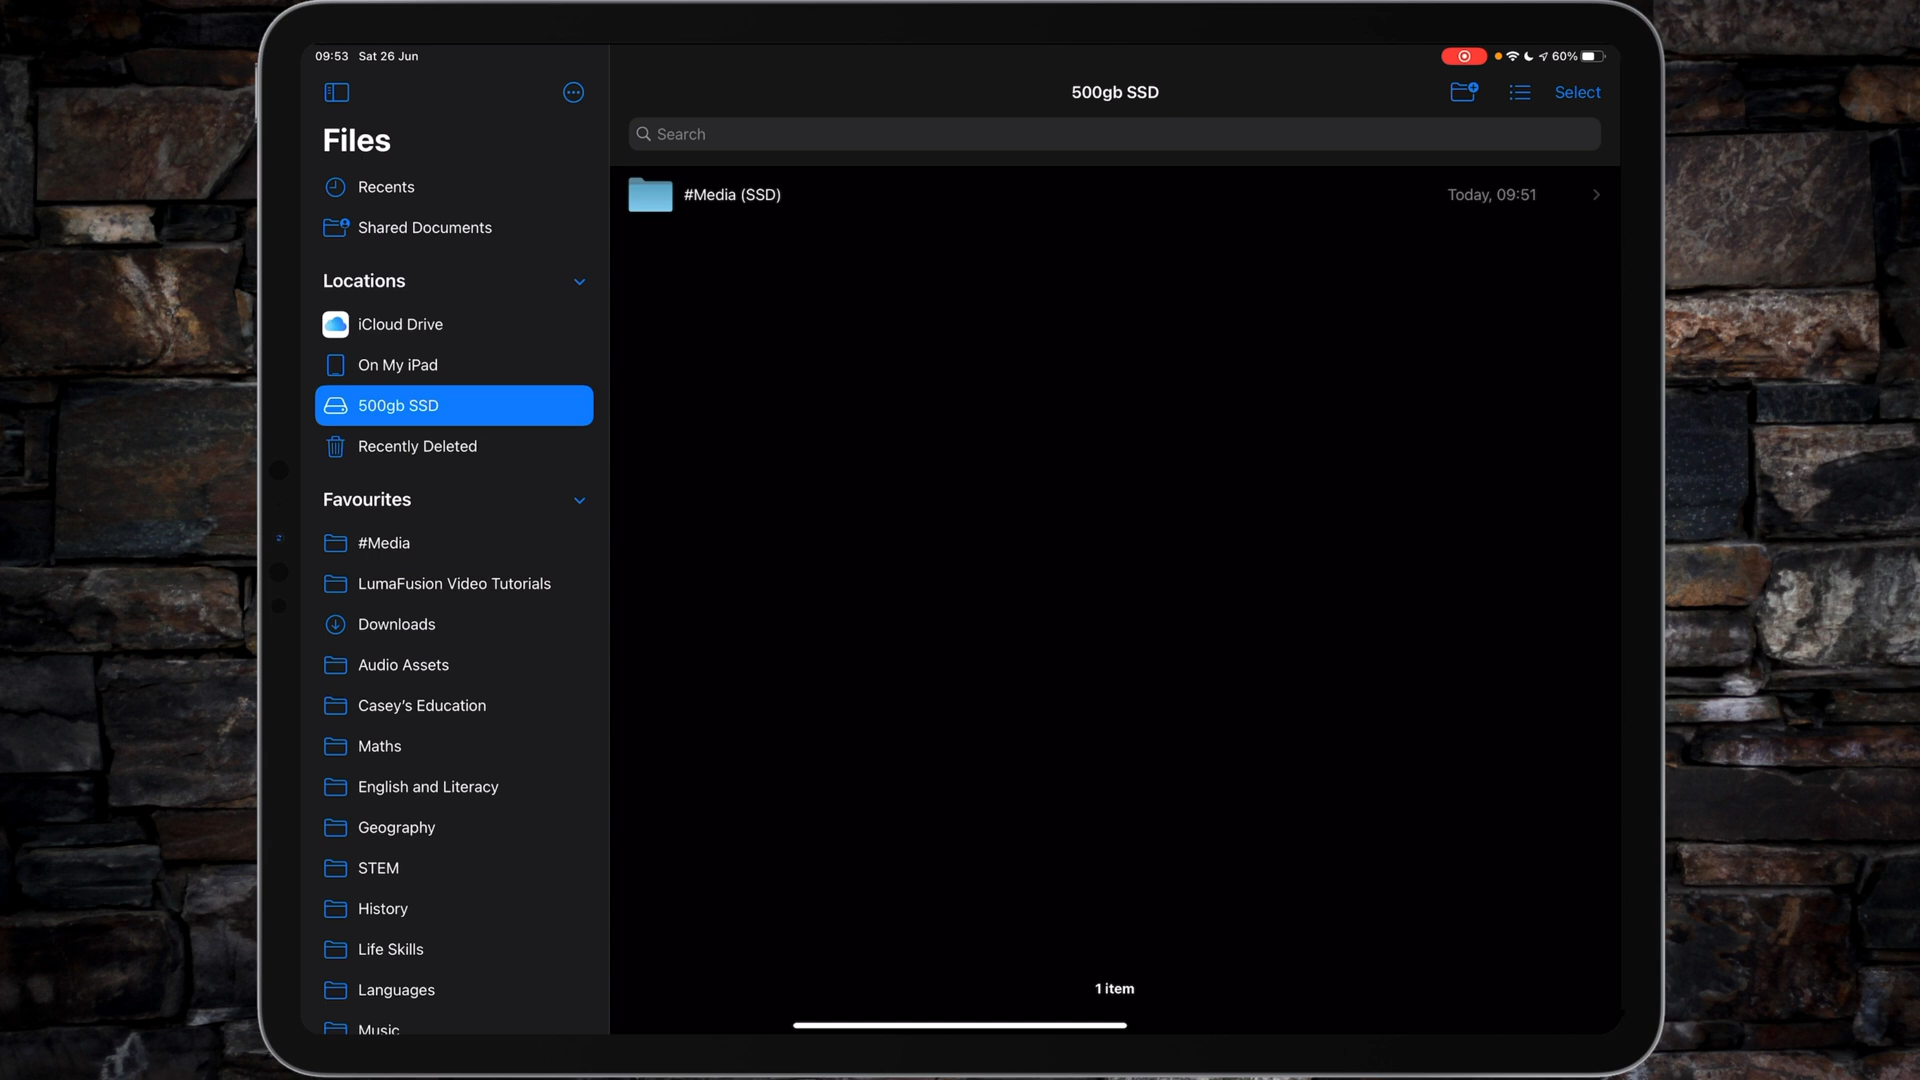 09:53 Sat 26 Jun
60%
Files
Recents
Shared Documents
Locations
iCloud Drive
On My iPad
500gb SSD
Recently Deleted
Favourites
#Media
LumaFusion Video Tutorials
Downloads
Audio Assets
Casey’s Education
Maths
English and Literacy
Geography
STEM
History
Life Skills
Languages
Music
500gb SSD
Select
Search
#Media (SSD)
Today, 09:51
1 item